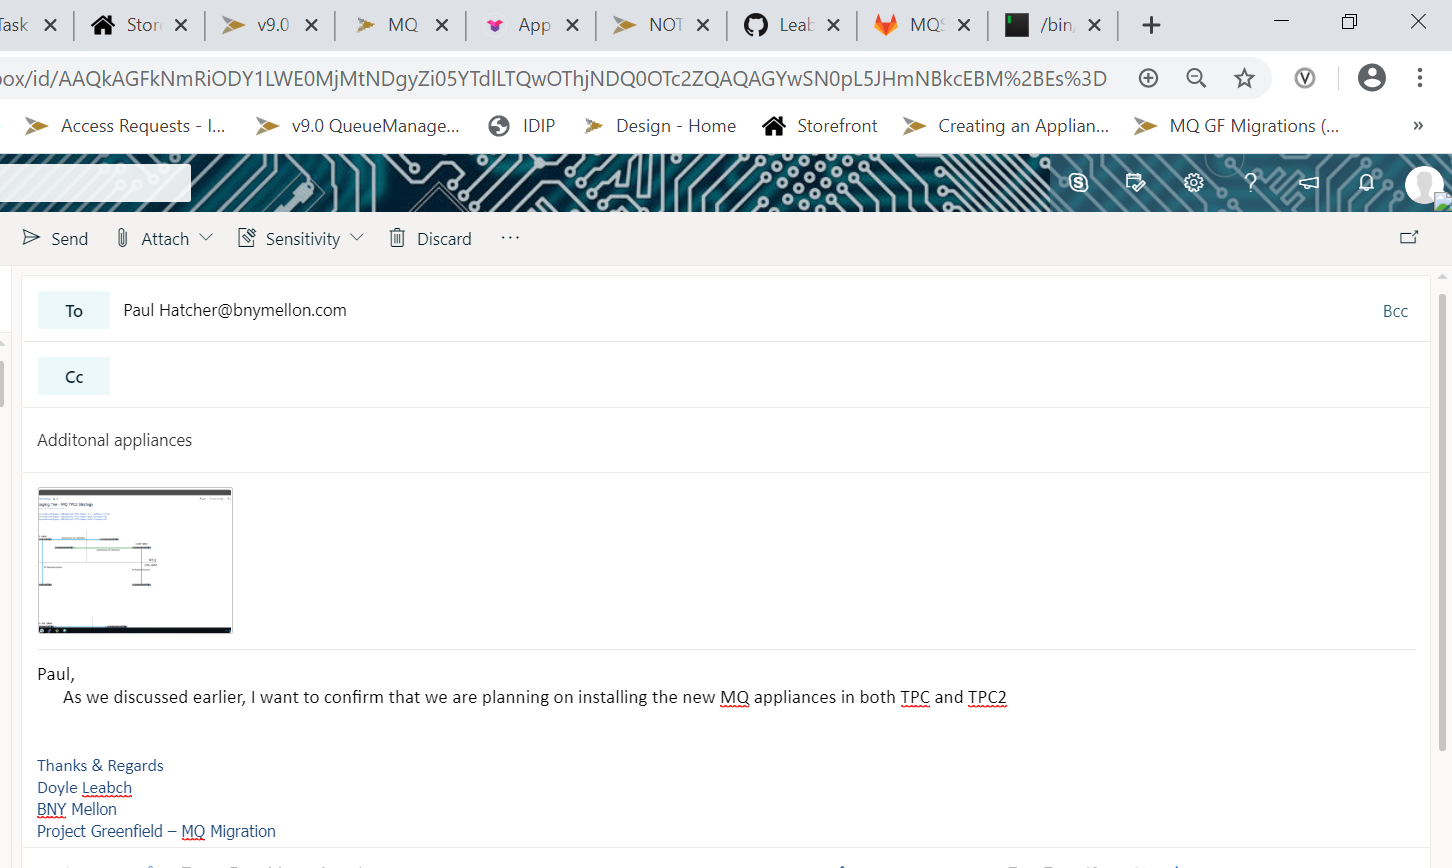 Task Stor v9.0 MQ App NOT Leab MQS /bin/
ox/id/AAQkAGFkNmRiODY1LWE0MjMtNDgyZi05YTdlLTQwOThjNDQ0OTc2ZQAQAGYwSN0pL5JHmNBkcEBM%2BEs%3D
Access Requests - I... v9.0 QueueManage... IDIP Design - Home Storefront Creating an Applian... MQ GF Migrations (... »
Send Attach Sensitivity Discard ...
To Paul Hatcher@bnymellon.com Bcc
Cc
Additonal appliances
Paul,
As we discussed earlier, I want to confirm that we are planning on installing the new MQ appliances in both TPC and TPC2
Thanks & Regards
Doyle Leabch
BNY Mellon
Project Greenfield – MQ Migration